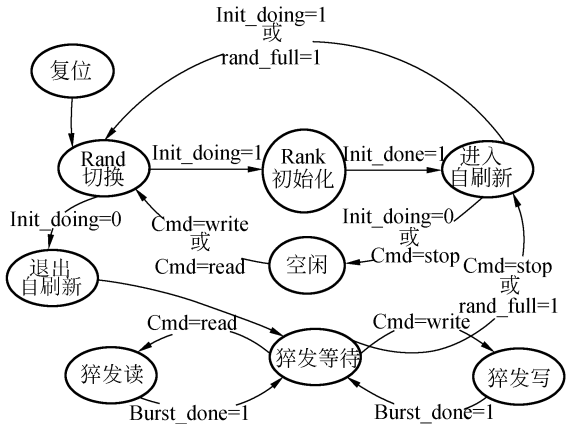 Init_doing=1
或
rand_full=1
复位
Rand
切换
Init_doing=1
Rank
初始化
Init_done=1
进入
自刷新
Init_doing=0
Cmd=write
或
Cmd=read
空闲
Init_doing=0
或
Cmd=stop
退出
自刷新
Cmd=stop
或
rand_full=1
Cmd=read
猝发等待
Cmd=write
猝发读
猝发写
Burst_done=1
Burst_done=1